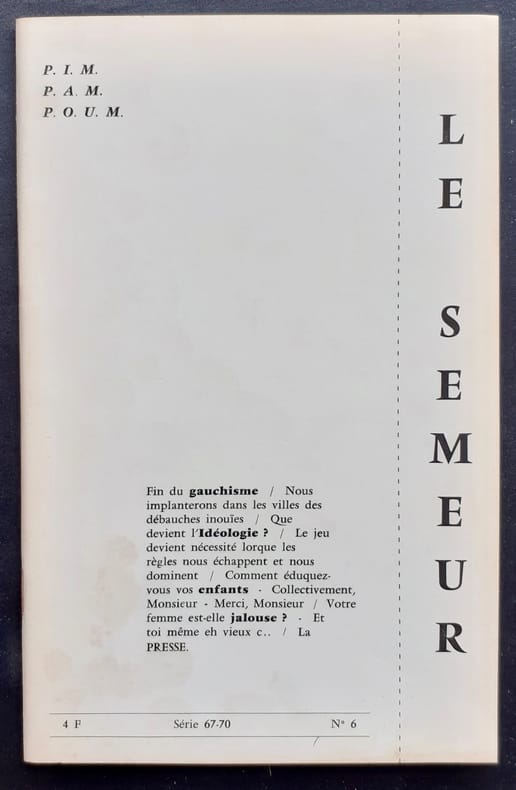 P. I. M.
P. A. M.
P. O. U. M.
LE SEMEUR
Fin du gauchisme / Nous
implanterons dans les villes des
débauches inouïes / Que
devient l'Idéologie ? / Le jeu
devient nécessité lorque les
règles nous échappent et nous
dominent / Comment éduquez-
vous vos enfants - Collectivement,
Monsieur - Merci, Monsieur / Votre
femme est-elle jalouse ? - Et
toi même eh vieux c.. / La
PRESSE.
4 F Série 67-70 N° 6